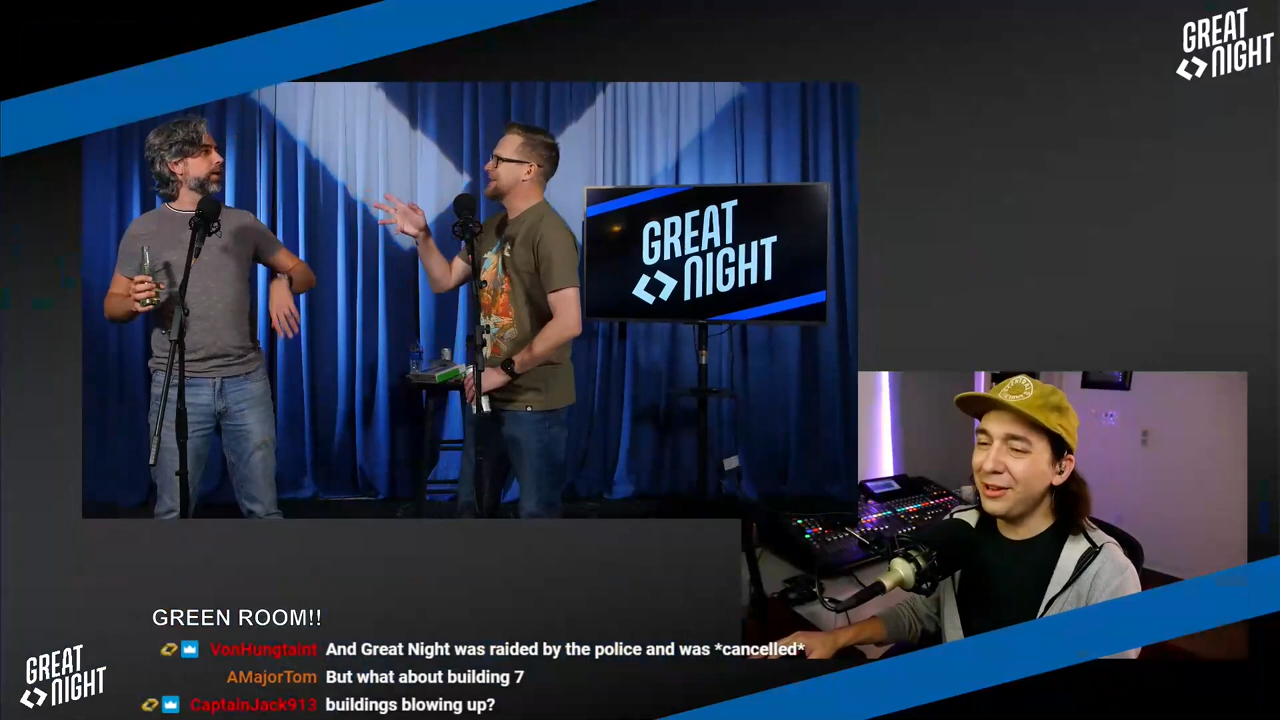 GREAT
NIGHT
GREAT
NIGHT
GREEN ROOM!!
VonHungtaint And Great Night was raided by the police and was *cancelled*
AMajorTom But what about building 7
CaptainJack913 buildings blowing up?
GREAT
NIGHT